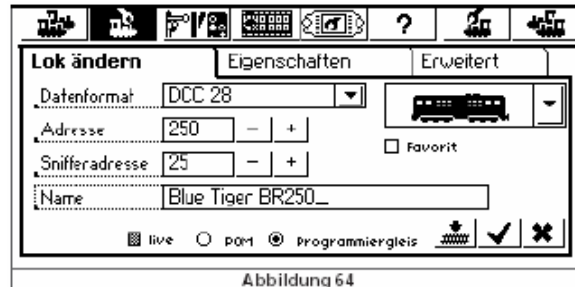 ?
Lok ändern Eigenschaften Erweitert
Datenformat DCC 28
Adresse 250 - +
Favorit
Snifferadresse 25 - +
Name Blue Tiger BR250_
live POM Programmiergleis
Abbildung 64